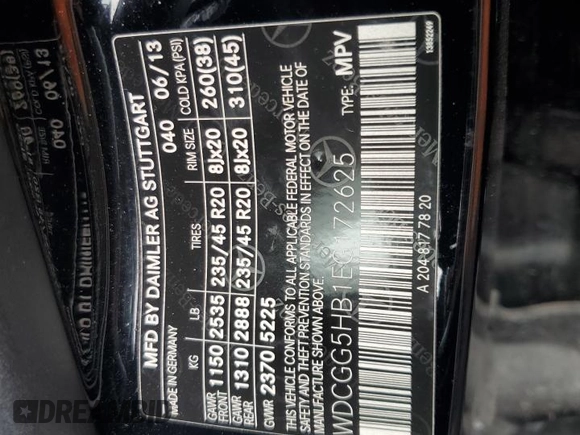 MFD BY DAIMLER AG STUTTGART
MADE IN GERMANY 040 06/13
KG LB TIRES RIM SIZE COLD KPA (PSI)
GAWR FRONT 1150 2535 235/45 R20 8Jx20 260(38)
GAWR REAR 1310 2888 235/45 R20 8Jx20 310(45)
GVWR 2370 5225
THIS VEHICLE CONFORMS TO ALL APPLICABLE FEDERAL MOTOR VEHICLE
SAFETY AND THEFT PREVENTION STANDARDS IN EFFECT ON THE DATE OF
MANUFACTURE SHOWN ABOVE.
WDCGG5HB1EG172625 TYPE: MPV
A 204 817 78 20
13852249
DREAMBID